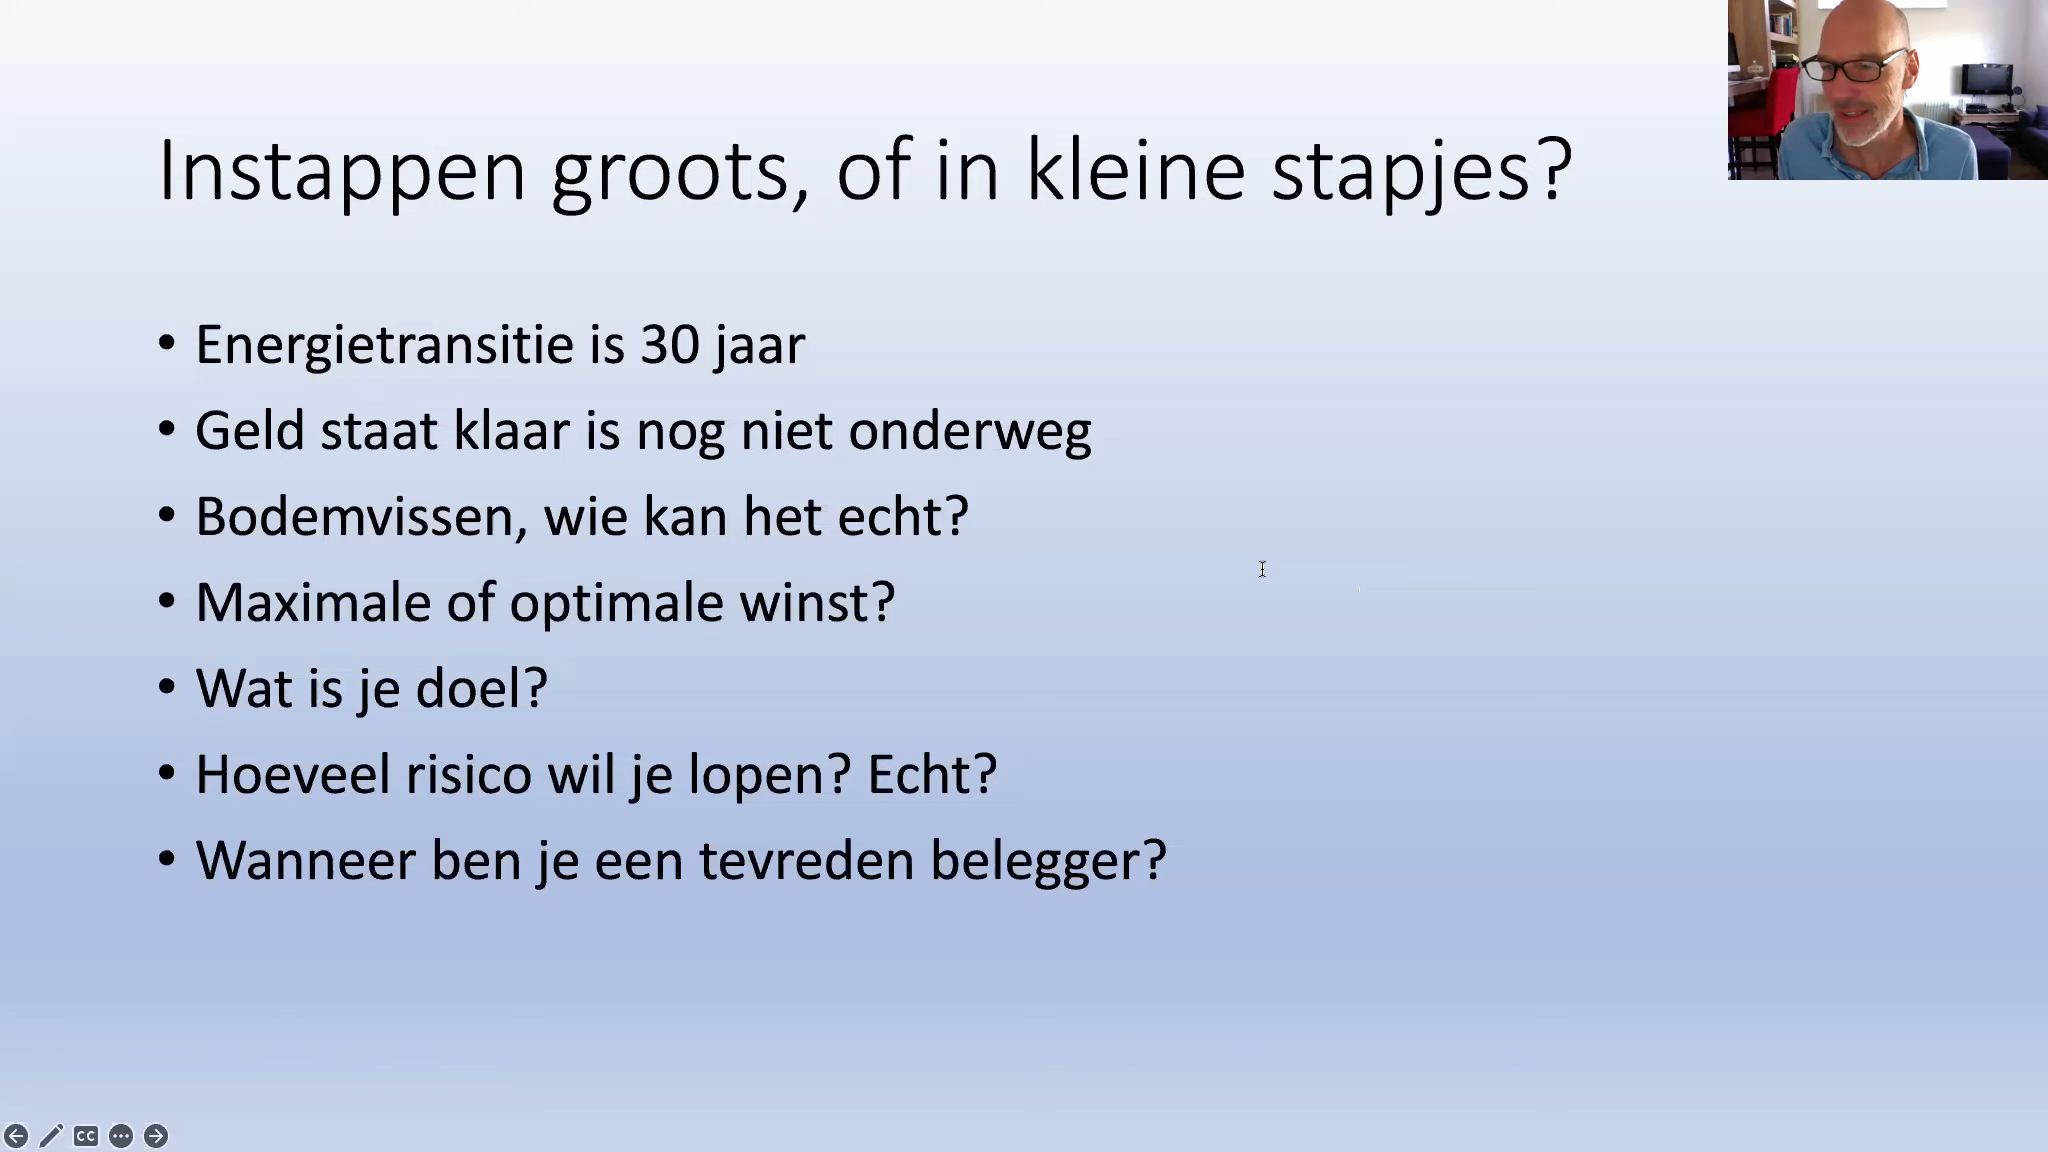 Instappen groots, of in kleine stapjes?
• Energietransitie is 30 jaar
• Geld staat klaar is nog niet onderweg
• Bodemvissen, wie kan het echt?
• Maximale of optimale winst?
• Wat is je doel?
• Hoeveel risico wil je lopen? Echt?
• Wanneer ben je een tevreden belegger?
CC